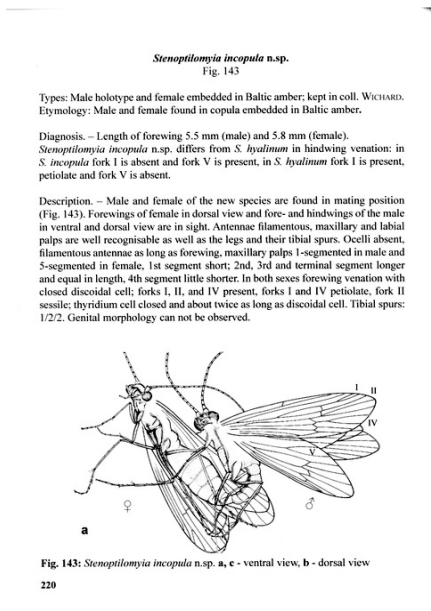 Stenoptilomyia incopula n.sp.
Fig. 143
Types: Male holotype and female embedded in Baltic amber; kept in coll. WICHARD.
Etymology: Male and female found in copula embedded in Baltic amber.
Diagnosis. – Length of forewing 5.5 mm (male) and 5.8 mm (female).
Stenoptilomyia incopula n.sp. differs from S. hyalinum in hindwing venation: in
S. incopula fork I is absent and fork V is present, in S. hyalinum fork I is present,
petiolate and fork V is absent.
Description. – Male and female of the new species are found in mating position
(Fig. 143). Forewings of female in dorsal view and fore- and hindwings of the male
in ventral and dorsal view are in sight. Antennae filamentous, maxillary and labial
palps are well recognisable as well as the legs and their tibial spurs. Ocelli absent,
filamentous antennae as long as forewing, maxillary palps 1-segmented in male and
5-segmented in female, 1st segment short; 2nd, 3rd and terminal segment longer
and equal in length, 4th segment little shorter. In both sexes forewing venation with
closed discoidal cell; forks I, II, and IV present, forks I and IV petiolate, fork II
sessile; thyridium cell closed and about twice as long as discoidal cell. Tibial spurs:
1/2/2. Genital morphology can not be observed.
I II
IV
V
♀ ♂
a
Fig. 143: Stenoptilomyia incopula n.sp. a, c - ventral view, b - dorsal view
220